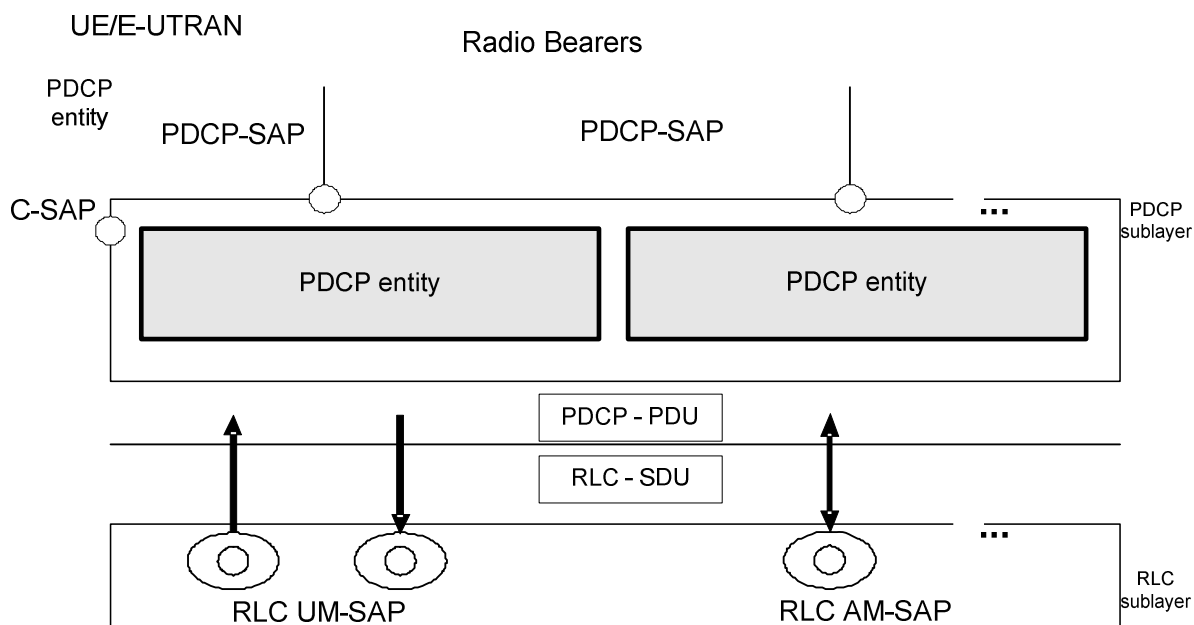 UE/E-UTRAN
Radio Bearers
PDCP
entity
PDCP-SAP
PDCP-SAP
C-SAP
...
PDCP
sublayer
PDCP entity
PDCP entity
PDCP - PDU
RLC - SDU
...
RLC UM-SAP
RLC AM-SAP
RLC
sublayer